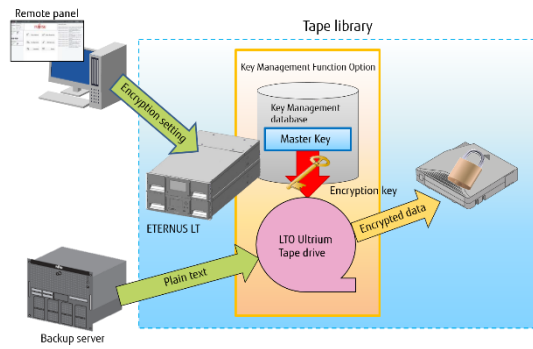 Remote panel
Tape library
Key Management Function Option
Key Management
database
Master Key
Encryption setting
Encryption key
ETERNUS LT
LTO Ultrium
Tape drive
Encrypted data
Plain text
Backup server